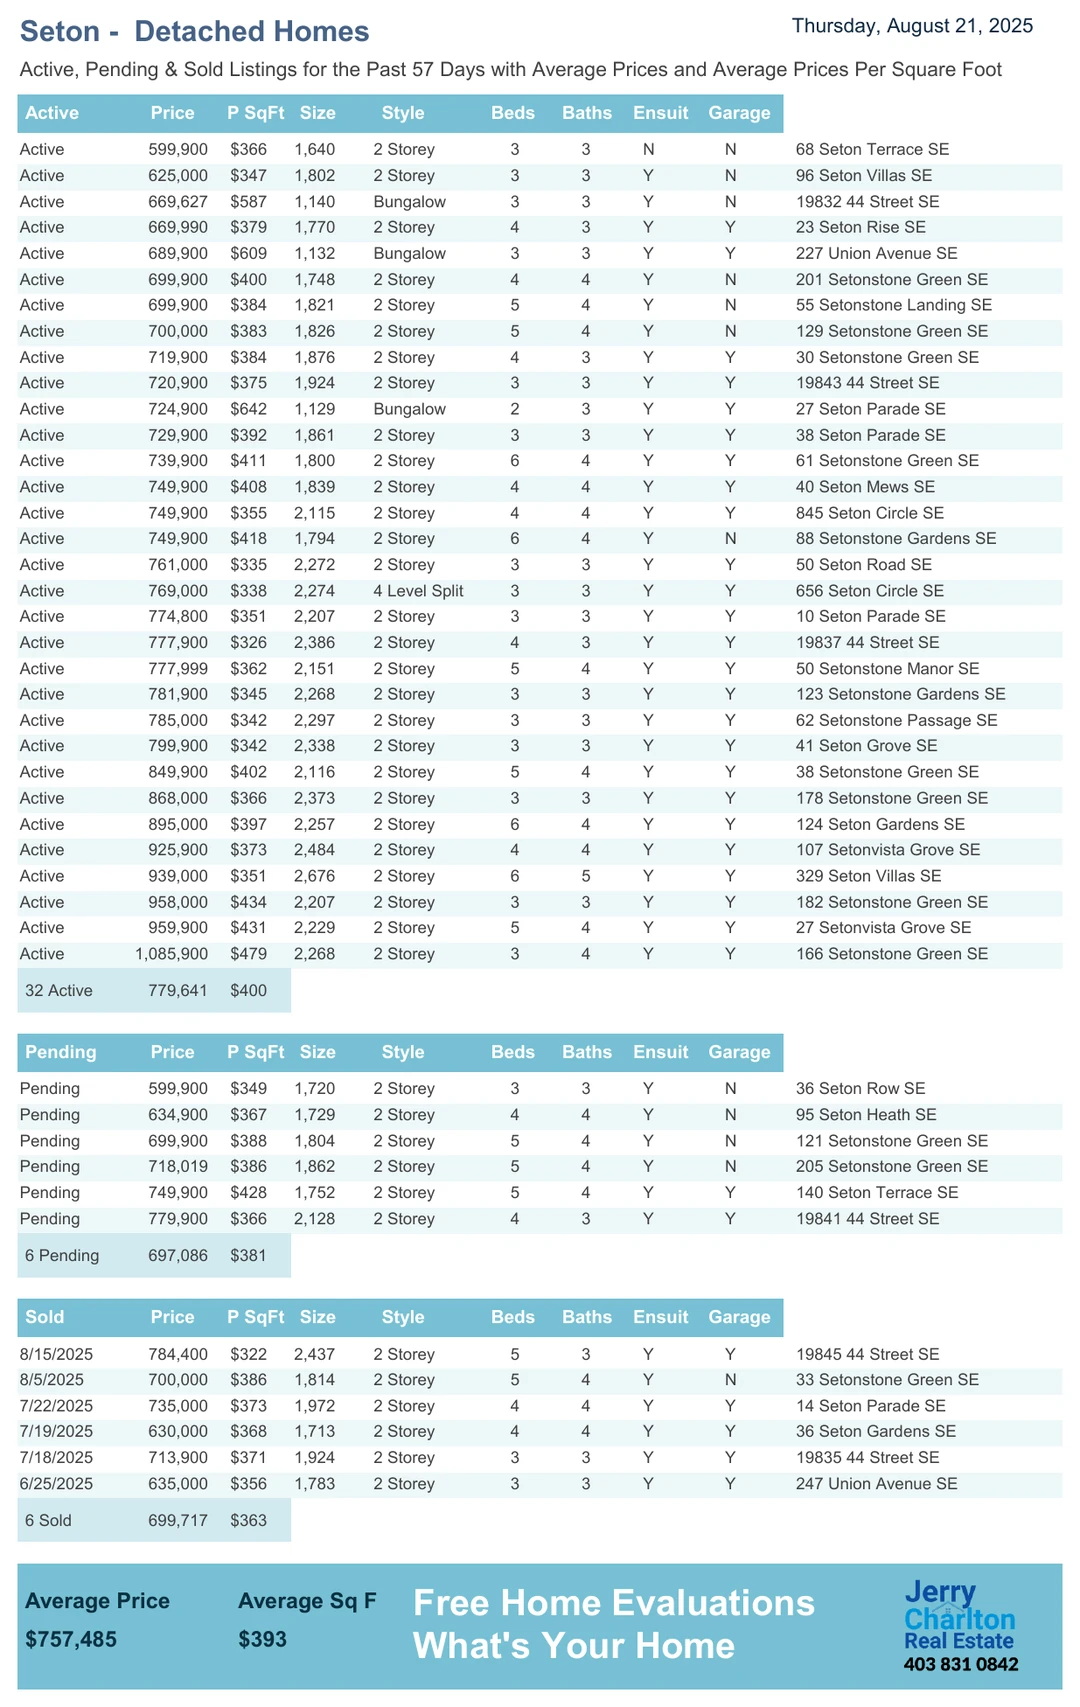 Seton - Detached Homes
Thursday, August 21, 2025
Active, Pending & Sold Listings for the Past 57 Days with Average Prices and Average Prices Per Square Foot
Active Price P SqFt Size Style Beds Baths Ensuit Garage
Active 599,900 $366 1,640 2 Storey 3 3 N N 68 Seton Terrace SE
Active 625,000 $347 1,802 2 Storey 3 3 Y N 96 Seton Villas SE
Active 669,627 $587 1,140 Bungalow 3 3 Y N 19832 44 Street SE
Active 669,990 $379 1,770 2 Storey 4 3 Y Y 23 Seton Rise SE
Active 689,900 $609 1,132 Bungalow 3 3 Y Y 227 Union Avenue SE
Active 699,900 $400 1,748 2 Storey 4 4 Y N 201 Setonstone Green SE
Active 699,900 $384 1,821 2 Storey 5 4 Y N 55 Setonstone Landing SE
Active 700,000 $383 1,826 2 Storey 5 4 Y N 129 Setonstone Green SE
Active 719,900 $384 1,876 2 Storey 4 3 Y Y 30 Setonstone Green SE
Active 720,900 $375 1,924 2 Storey 3 3 Y Y 19843 44 Street SE
Active 724,900 $642 1,129 Bungalow 2 3 Y Y 27 Seton Parade SE
Active 729,900 $392 1,861 2 Storey 3 3 Y Y 38 Seton Parade SE
Active 739,900 $411 1,800 2 Storey 6 4 Y Y 61 Setonstone Green SE
Active 749,900 $408 1,839 2 Storey 4 4 Y Y 40 Seton Mews SE
Active 749,900 $355 2,115 2 Storey 4 4 Y Y 845 Seton Circle SE
Active 749,900 $418 1,794 2 Storey 6 4 Y N 88 Setonstone Gardens SE
Active 761,000 $335 2,272 2 Storey 3 3 Y Y 50 Seton Road SE
Active 769,000 $338 2,274 4 Level Split 3 3 Y Y 656 Seton Circle SE
Active 774,800 $351 2,207 2 Storey 3 3 Y Y 10 Seton Parade SE
Active 777,900 $326 2,386 2 Storey 4 3 Y Y 19837 44 Street SE
Active 777,999 $362 2,151 2 Storey 5 4 Y Y 50 Setonstone Manor SE
Active 781,900 $345 2,268 2 Storey 3 3 Y Y 123 Setonstone Gardens SE
Active 785,000 $342 2,297 2 Storey 3 3 Y Y 62 Setonstone Passage SE
Active 799,900 $342 2,338 2 Storey 3 3 Y Y 41 Seton Grove SE
Active 849,900 $402 2,116 2 Storey 5 4 Y Y 38 Setonstone Green SE
Active 868,000 $366 2,373 2 Storey 3 3 Y Y 178 Setonstone Green SE
Active 895,000 $397 2,257 2 Storey 6 4 Y Y 124 Seton Gardens SE
Active 925,900 $373 2,484 2 Storey 4 4 Y Y 107 Setonvista Grove SE
Active 939,000 $351 2,676 2 Storey 6 5 Y Y 329 Seton Villas SE
Active 958,000 $434 2,207 2 Storey 3 3 Y Y 182 Setonstone Green SE
Active 959,900 $431 2,229 2 Storey 5 4 Y Y 27 Setonvista Grove SE
Active 1,085,900 $479 2,268 2 Storey 3 4 Y Y 166 Setonstone Green SE
32 Active 779,641 $400
Pending Price P SqFt Size Style Beds Baths Ensuit Garage
Pending 599,900 $349 1,720 2 Storey 3 3 Y N 36 Seton Row SE
Pending 634,900 $367 1,729 2 Storey 4 4 Y N 95 Seton Heath SE
Pending 699,900 $388 1,804 2 Storey 5 4 Y N 121 Setonstone Green SE
Pending 718,019 $386 1,862 2 Storey 5 4 Y N 205 Setonstone Green SE
Pending 749,900 $428 1,752 2 Storey 5 4 Y Y 140 Seton Terrace SE
Pending 779,900 $366 2,128 2 Storey 4 3 Y Y 19841 44 Street SE
6 Pending 697,086 $381
Sold Price P SqFt Size Style Beds Baths Ensuit Garage
8/15/2025 784,400 $322 2,437 2 Storey 5 3 Y Y 19845 44 Street SE
8/5/2025 700,000 $386 1,814 2 Storey 5 4 Y N 33 Setonstone Green SE
7/22/2025 735,000 $373 1,972 2 Storey 4 4 Y Y 14 Seton Parade SE
7/19/2025 630,000 $368 1,713 2 Storey 4 4 Y Y 36 Seton Gardens SE
7/18/2025 713,900 $371 1,924 2 Storey 3 3 Y Y 19835 44 Street SE
6/25/2025 635,000 $356 1,783 2 Storey 3 3 Y Y 247 Union Avenue SE
6 Sold 699,717 $363
Average Price Average Sq F
$757,485 $393
Free Home Evaluations
What's Your Home
Jerry
Charlton
Real Estate
403 831 0842